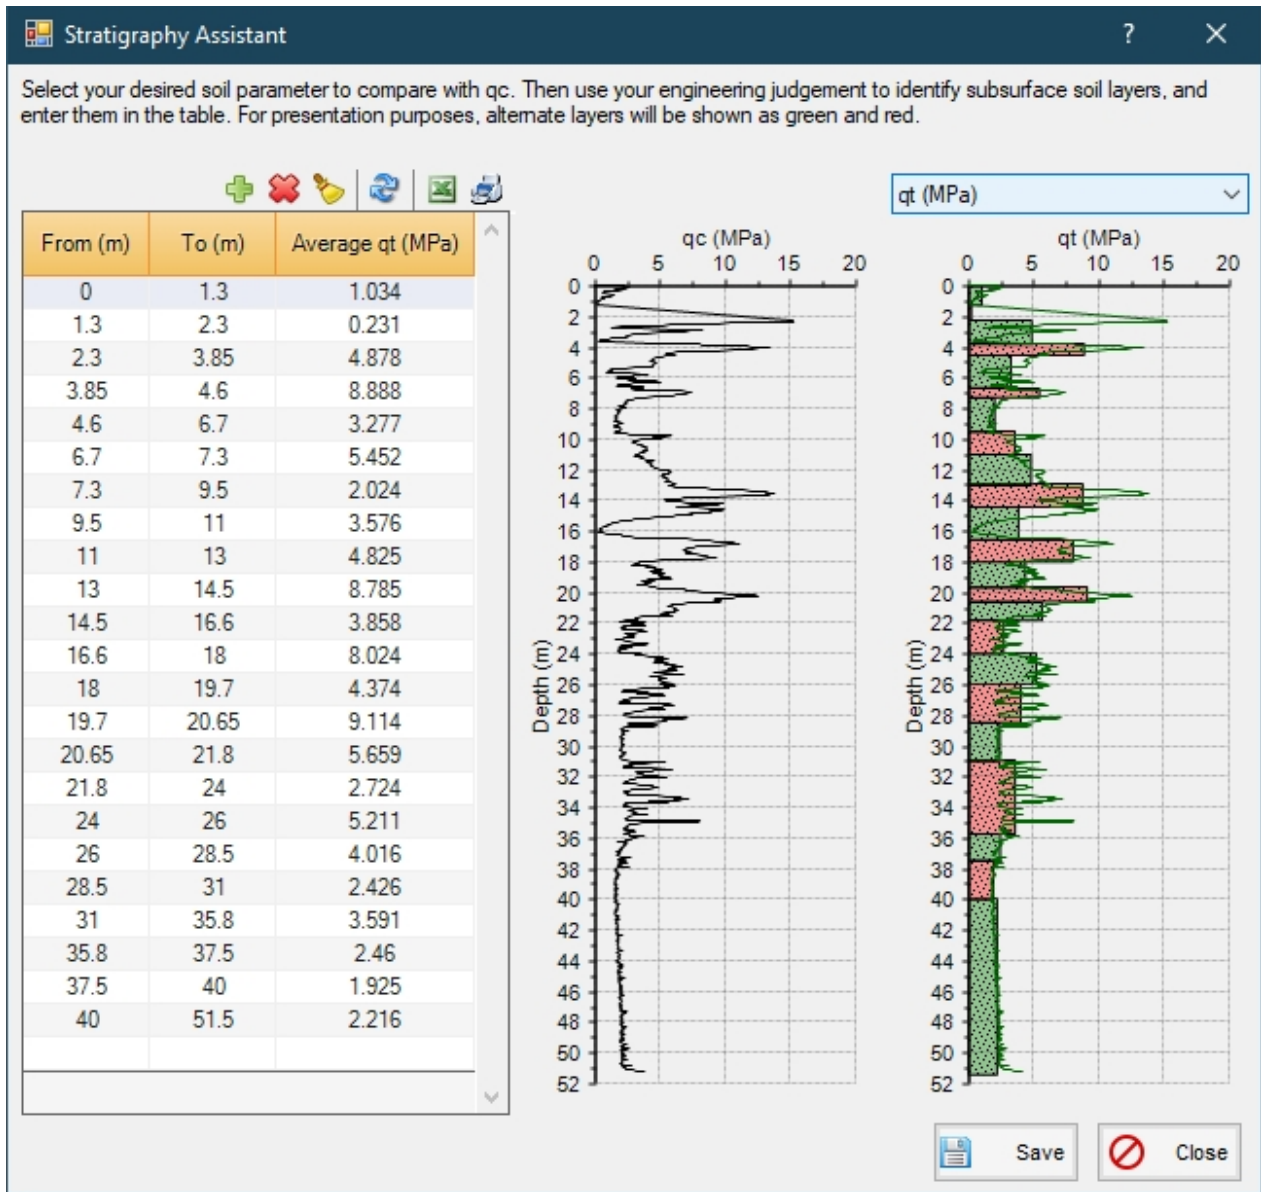 Stratigraphy Assistant
?
Select your desired soil parameter to compare with qc. Then use your engineering judgement to identify subsurface soil layers, and
enter them in the table. For presentation purposes, alternate layers will be shown as green and red.
qt (MPa)
From (m) To (m) Average qt (MPa)
0 1.3 1.034
1.3 2.3 0.231
2.3 3.85 4.878
3.85 4.6 8.888
4.6 6.7 3.277
6.7 7.3 5.452
7.3 9.5 2.024
9.5 11 3.576
11 13 4.825
13 14.5 8.785
14.5 16.6 3.858
16.6 18 8.024
18 19.7 4.374
19.7 20.65 9.114
20.65 21.8 5.659
21.8 24 2.724
24 26 5.211
26 28.5 4.016
28.5 31 2.426
31 35.8 3.591
35.8 37.5 2.46
37.5 40 1.925
40 51.5 2.216
qc (MPa)
0 5 10 15 20
0
2
4
6
8
10
12
14
16
18
20
22
24
26
28
30
32
34
36
38
40
42
44
46
48
50
52
Depth (m)
qt (MPa)
0 5 10 15 20
0
2
4
6
8
10
12
14
16
18
20
22
24
26
28
30
32
34
36
38
40
42
44
46
48
50
52
Depth (m)
Save
Close